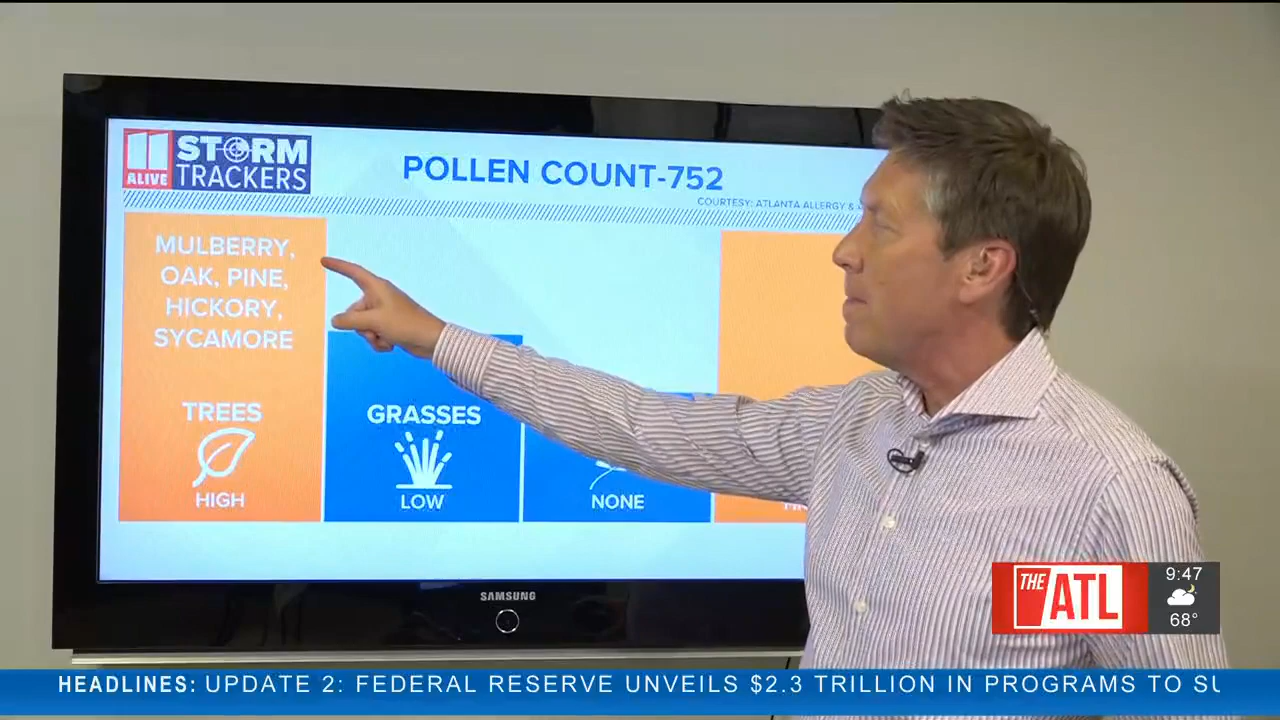 11
ALIVE
STORM
TRACKERS
POLLEN COUNT-752
COURTESY: ATLANTA ALLERGY &
MULBERRY,
OAK, PINE,
HICKORY,
SYCAMORE
TREES
HIGH
GRASSES
LOW
NONE
SAMSUNG
THE ATL
9:47
68°
HEADLINES: UPDATE 2: FEDERAL RESERVE UNVEILS $2.3 TRILLION IN PROGRAMS TO